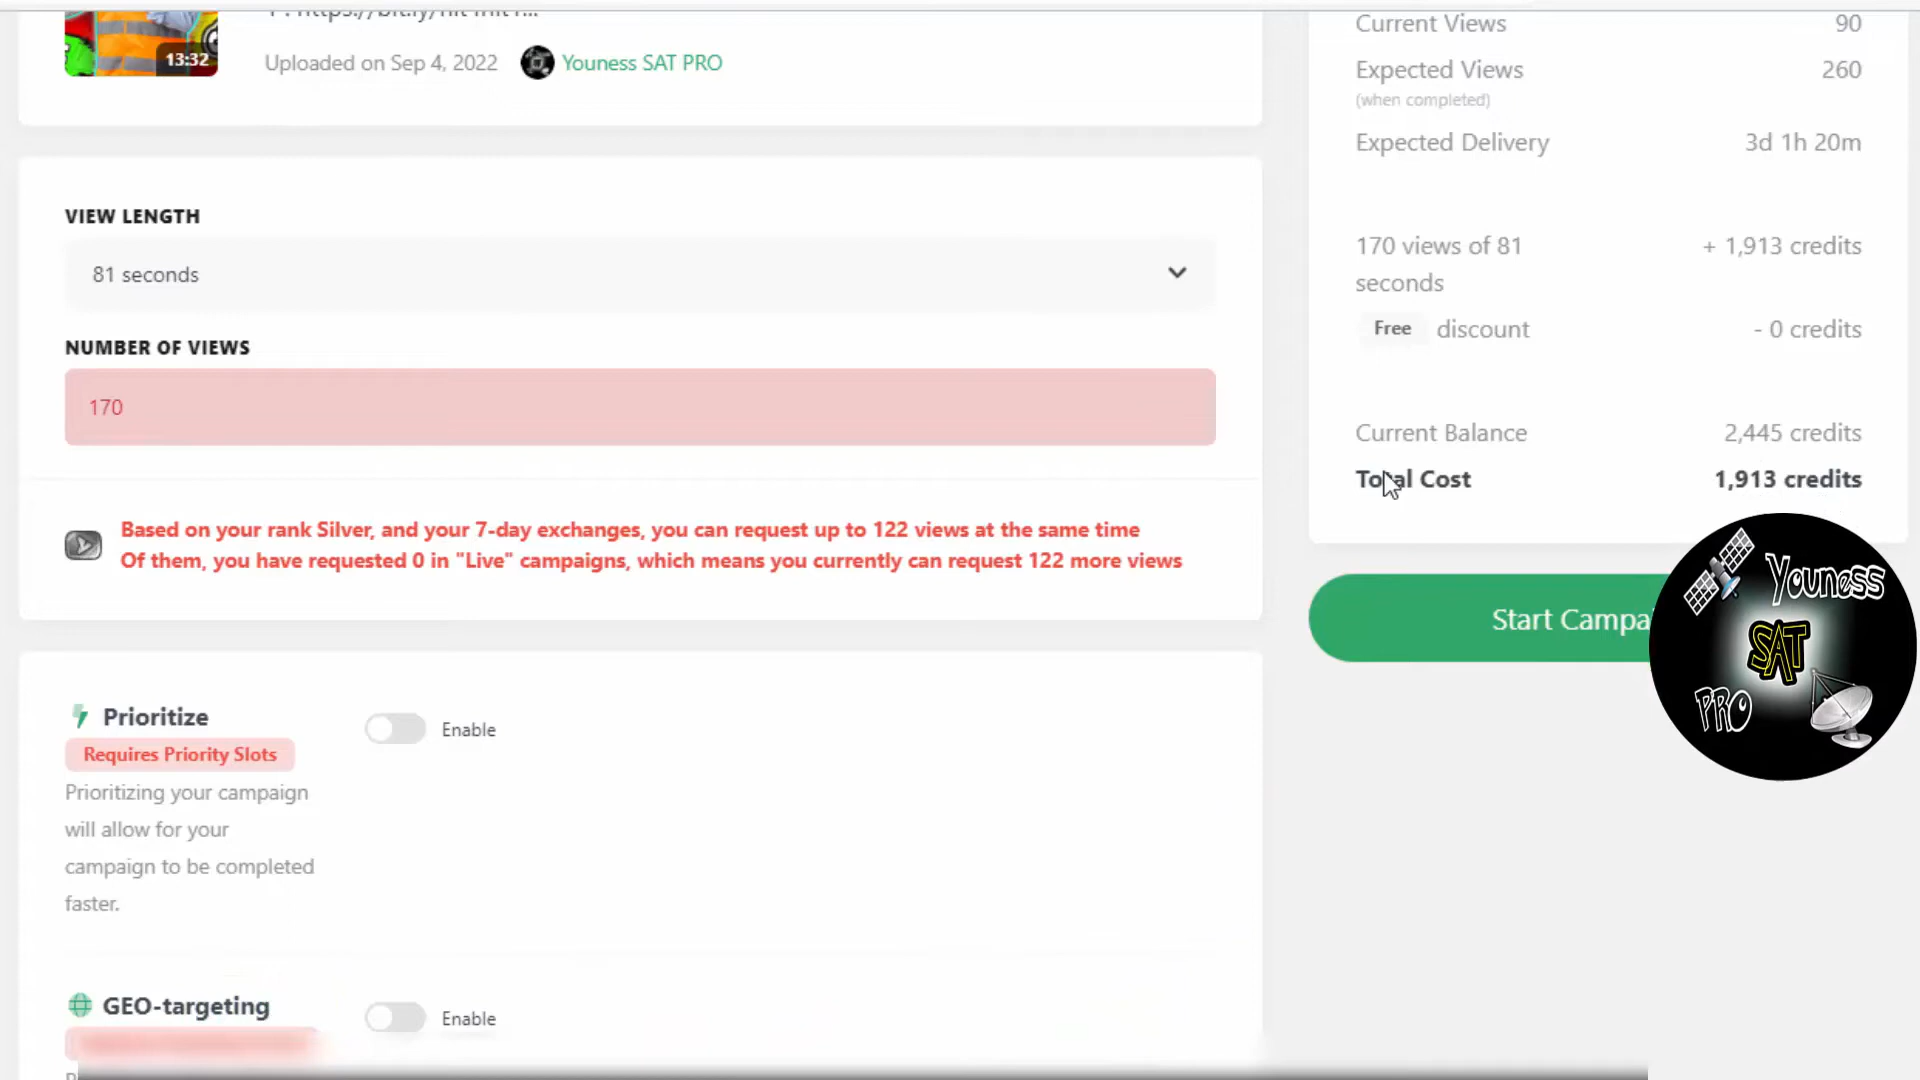 13:32
Uploaded on Sep 4, 2022
Youness SAT PRO
VIEW LENGTH
81 seconds
NUMBER OF VIEWS
170
Based on your rank Silver, and your 7-day exchanges, you can request up to 122 views at the same time
Of them, you have requested 0 in "Live" campaigns, which means you currently can request 122 more views
Prioritize
Enable
Requires Priority Slots
Prioritizing your campaign
will allow for your
campaign to be completed
faster.
GEO-targeting
Enable
Current Views 90
Expected Views 260
(when completed)
Expected Delivery 3d 1h 20m
170 views of 81 + 1,913 credits
seconds
Free discount - 0 credits
Current Balance 2,445 credits
Total Cost 1,913 credits
Start Campa
Youness
SAT
PRO